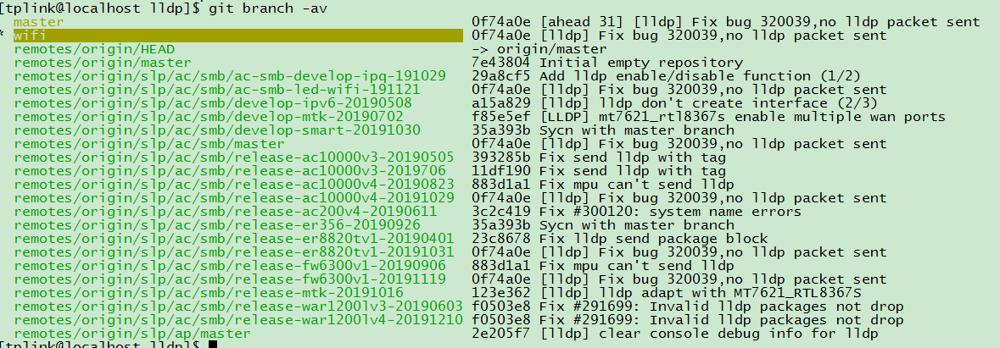 [tplink@localhost lldp]$ git branch -av
  master                                                0f74a0e [ahead 31] [lldp] Fix bug 320039,no lldp packet sent
* wifi                                                  0f74a0e [lldp] Fix bug 320039,no lldp packet sent
  remotes/origin/HEAD                                   -> origin/master
  remotes/origin/master                                 7e43804 Initial empty repository
  remotes/origin/slp/ac/smb/ac-smb-develop-ipq-191029   29a8cf5 Add lldp enable/disable function (1/2)
  remotes/origin/slp/ac/smb/ac-smb-led-wifi-191121      0f74a0e [lldp] Fix bug 320039,no lldp packet sent
  remotes/origin/slp/ac/smb/develop-ipv6-20190508       a15a829 [lldp] lldp don't create interface (2/3)
  remotes/origin/slp/ac/smb/develop-mtk-20190702        f85e5ef [LLDP] mt7621_rtl8367s enable multiple wan ports
  remotes/origin/slp/ac/smb/develop-smart-20191030      35a393b Sycn with master branch
  remotes/origin/slp/ac/smb/master                      0f74a0e [lldp] Fix bug 320039,no lldp packet sent
  remotes/origin/slp/ac/smb/release-ac10000v3-20190505  393285b Fix send lldp with tag
  remotes/origin/slp/ac/smb/release-ac10000v3-2019706   11df190 Fix send lldp with tag
  remotes/origin/slp/ac/smb/release-ac10000v4-20190823  883d1a1 Fix mpu can't send lldp
  remotes/origin/slp/ac/smb/release-ac10000v4-20191029  0f74a0e [lldp] Fix bug 320039,no lldp packet sent
  remotes/origin/slp/ac/smb/release-ac200v4-20190611    3c2c419 Fix #300120: system name errors
  remotes/origin/slp/ac/smb/release-er356-20190926      35a393b Sycn with master branch
  remotes/origin/slp/ac/smb/release-er8820tv1-20190401  23c8678 Fix lldp send package block
  remotes/origin/slp/ac/smb/release-er8820tv1-20191031  0f74a0e [lldp] Fix bug 320039,no lldp packet sent
  remotes/origin/slp/ac/smb/release-fw6300v1-20190906   883d1a1 Fix mpu can't send lldp
  remotes/origin/slp/ac/smb/release-fw6300v1-20191119   0f74a0e [lldp] Fix bug 320039,no lldp packet sent
  remotes/origin/slp/ac/smb/release-mtk-20191016        123e362 [lldp] lldp adapt with MT7621_RTL8367S
  remotes/origin/slp/ac/smb/release-war1200lv3-20190603 f0503e8 Fix #291699: Invalid lldp packages not drop
  remotes/origin/slp/ac/smb/release-war1200lv4-20191210 f0503e8 Fix #291699: Invalid lldp packages not drop
  remotes/origin/slp/ap/master                          2e205f7 [lldp] clear console debug info for lldp
[tplink@localhost lldp]$